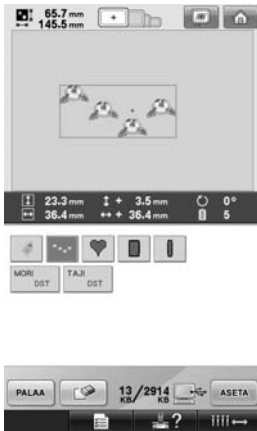 65.7 mm
145.5 mm
23.3 mm + 3.5 mm 0°
36.4 mm + 36.4 mm 5
MORI DST
TAJI DST
PALAA 13 KB/2914 KB ASETA
?